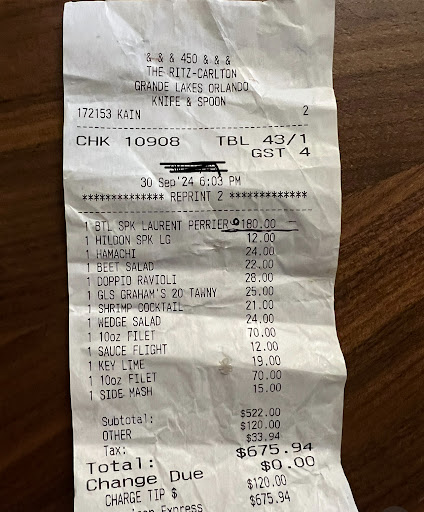 & & & 450 & & &
THE RITZ-CARLTON
GRANDE LAKES ORLANDO
KNIFE & SPOON
172153 KAIN 2
CHK 10908 TBL 43/1
GST 4
30 Sep'24 6:03 PM
************** REPRINT 2 *************
1 BTL SPK LAURENT PERRIER 180.00
1 HILDON SPK LG 12.00
1 HAMACHI 24.00
1 BEET SALAD 22.00
1 DOPPIO RAVIOLI 28.00
1 GLS GRAHAM'S 20 TAWNY 25.00
1 SHRIMP COCKTAIL 21.00
1 WEDGE SALAD 24.00
1 10oz FILET 70.00
1 SAUCE FLIGHT 12.00
1 KEY LIME 19.00
1 10oz FILET 70.00
1 SIDE MASH 15.00
Subtotal: $522.00
OTHER $120.00
Tax: $33.94
Total: $675.94
Change Due $0.00
CHARGE TIP $ $120.00
Express $675.94